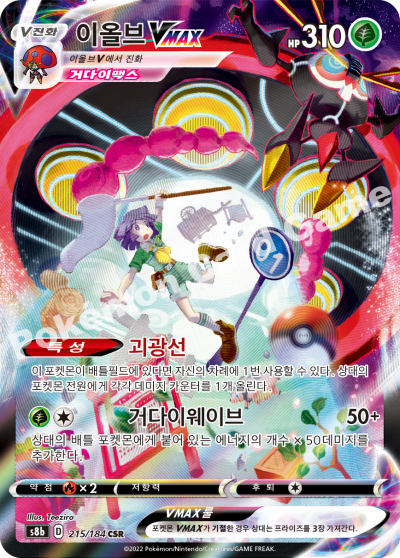 V진화
이올브 VMAX
HP 310
이올브V에서 진화
거다이맥스
01
Pokémon Card Game
특성 괴광선
이 포켓몬이 배틀필드에 있다면 자신의 차례에 1번 사용할 수 있다. 상대의
포켓몬 전원에게 각각 데미지 카운터를 1개 올린다.
거다이웨이브 50+
상대의 배틀 포켓몬에게 붙어 있는 에너지의 개수 × 50데미지를
추가한다.
약점 ×2 저항력 후퇴
Illus. Teeziro
s8b D 215/184 CSR
VMAX룰
포켓몬 VMAX가 기절한 경우 상대는 프라이즈를 3장 가져간다.
©2022 Pokémon/Nintendo/Creatures/GAME FREAK.